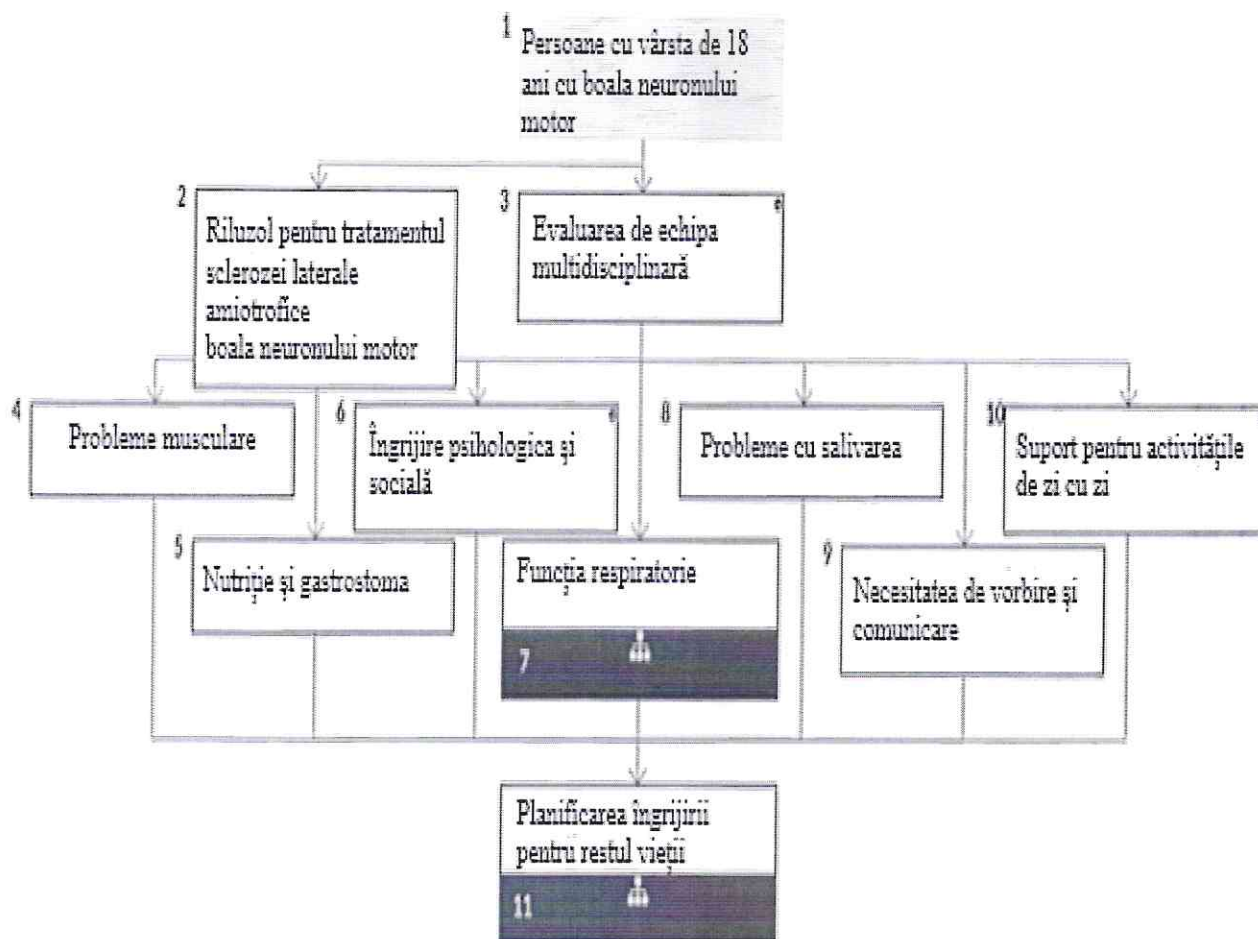 1
Persoane cu vârsta de 18
ani cu boala neuronului
motor
2
Riluzol pentru tratamentul
sclerozei laterale
amiotrofice
boala neuronului motor
3
Evaluarea de echipa
multidisciplinară
4
Probleme musculare
5
Nutriție și gastrostoma
6
Îngrijire psihologica și
socială
Funcția respiratorie
7
8
Probleme cu salivarea
9
Necesitatea de vorbire și
comunicare
10
Suport pentru activitățile
de zi cu zi
Planificarea îngrijirii
pentru restul vieții
11